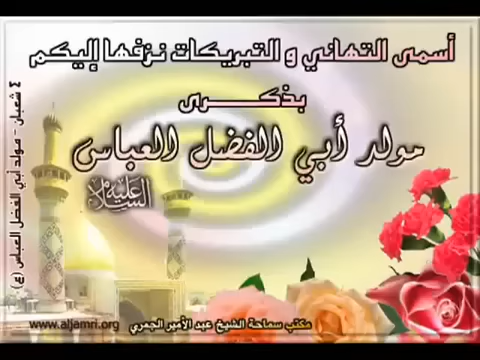 أسمى التهاني و التبريكات نزفها إليكم
بذكرى
مولد أبي الفضل العباس
عليه السلام
٤ شعبان - مولد أبي الفضل العباس (ع)
www.aljamri.org
مكتب سماحة الشيخ عبد الأمير الجمري